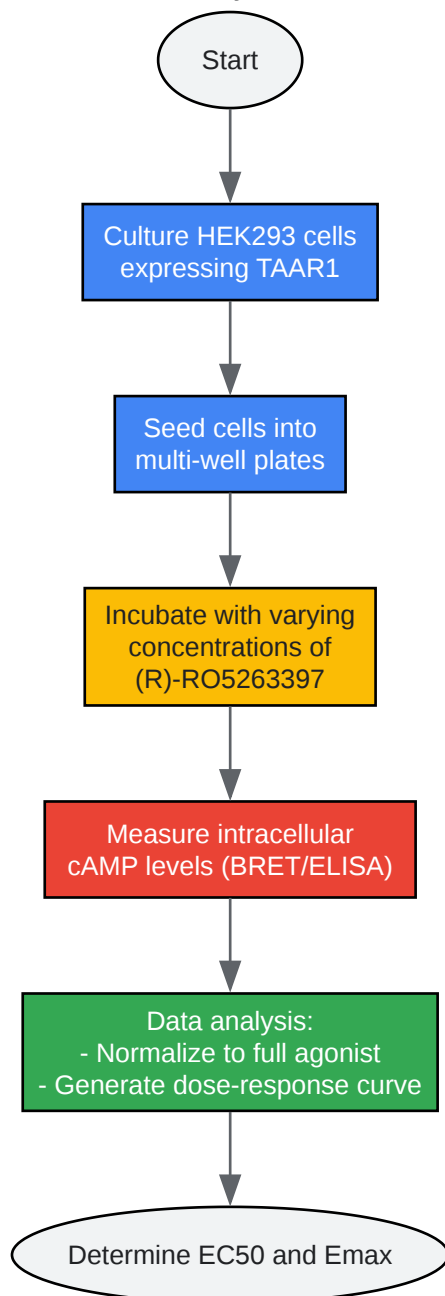 Start
Culture HEK293 cells
expressing TAAR1
Seed cells into
multi-well plates
Incubate with varying
concentrations of
(R)-RO5263397
Measure intracellular
cAMP levels (BRET/ELISA)
Data analysis:
- Normalize to full agonist
- Generate dose-response curve
Determine EC50 and Emax